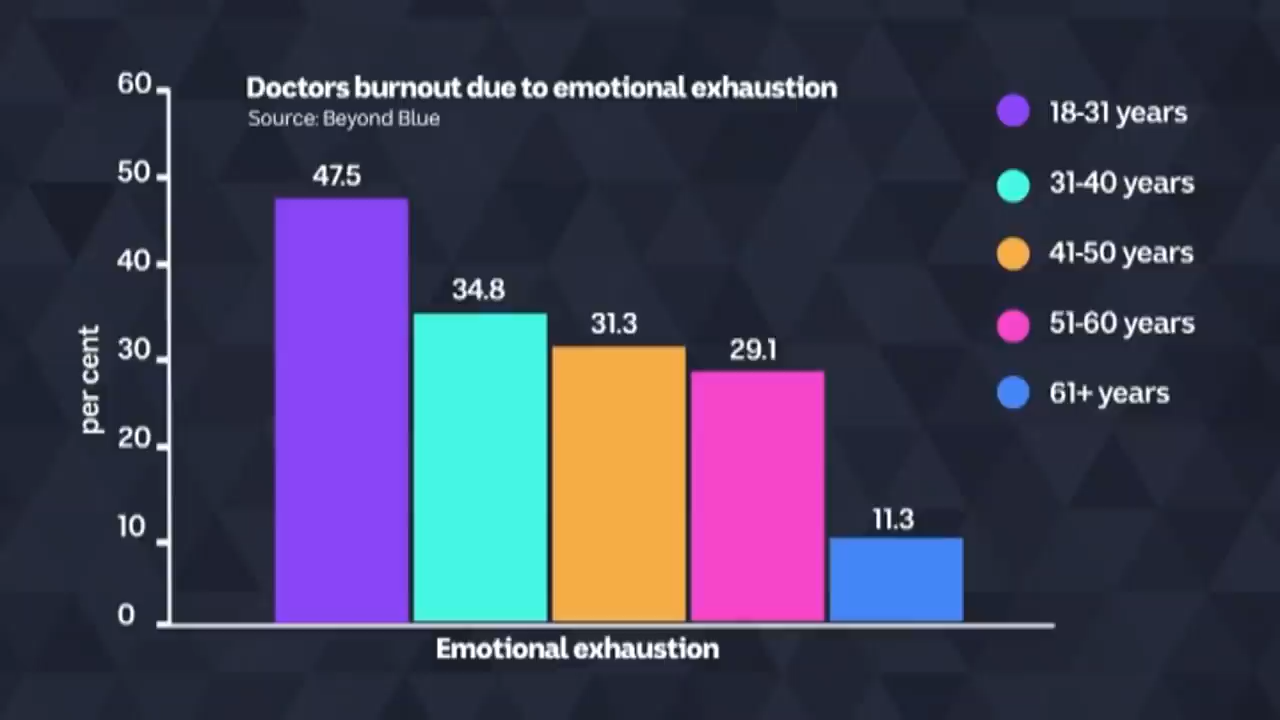 Doctors burnout due to emotional exhaustion
Source: Beyond Blue
per cent
60
50
40
30
20
10
0
47.5
34.8
31.3
29.1
11.3
Emotional exhaustion
18-31 years
31-40 years
41-50 years
51-60 years
61+ years